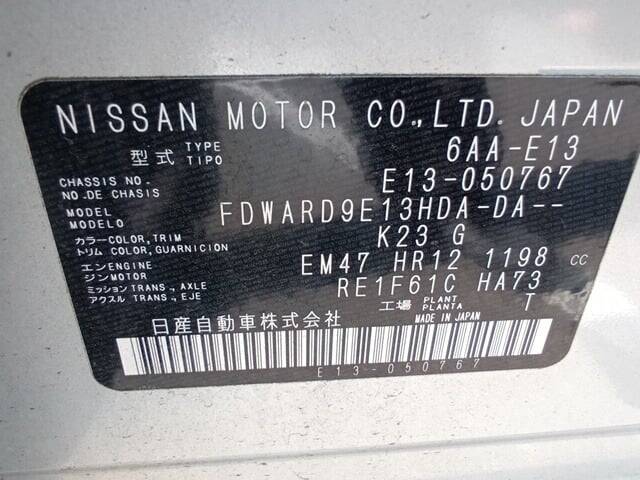 NISSAN MOTOR CO.,LTD. JAPAN
型式 TYPE TIPO 6AA-E13
CHASSIS NO. NO.DE CHASIS E13-050767
MODEL MODELO FDWARD9E13HDA-DA--
カラー COLOR, TRIM トリム COLOR, GUARNICION K23 G
エンジン ENGINE MOTOR EM47 HR12 1198 cc
ミッション TRANS., AXLE アクスル TRANS., EJE RE1F61C HA73
工場 PLANT PLANTA T
日産自動車株式会社 MADE IN JAPAN
E13-050767